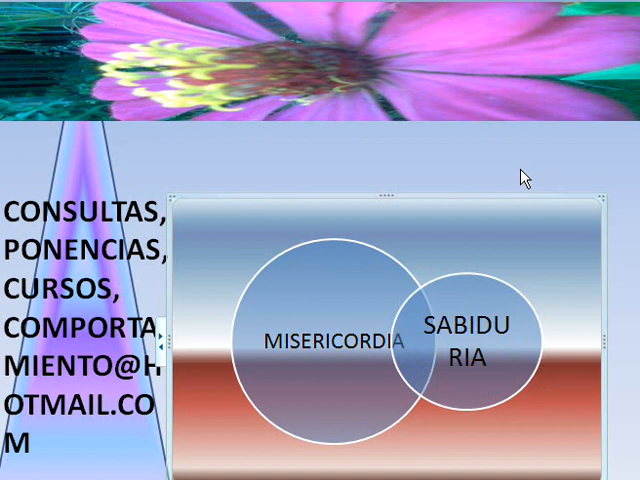 CONSULTAS,
PONENCIAS,
CURSOS,
COMPORTA
MIENTO@H
OTMAIL.CO
M
MISERICORDIA
SABIDU
RIA